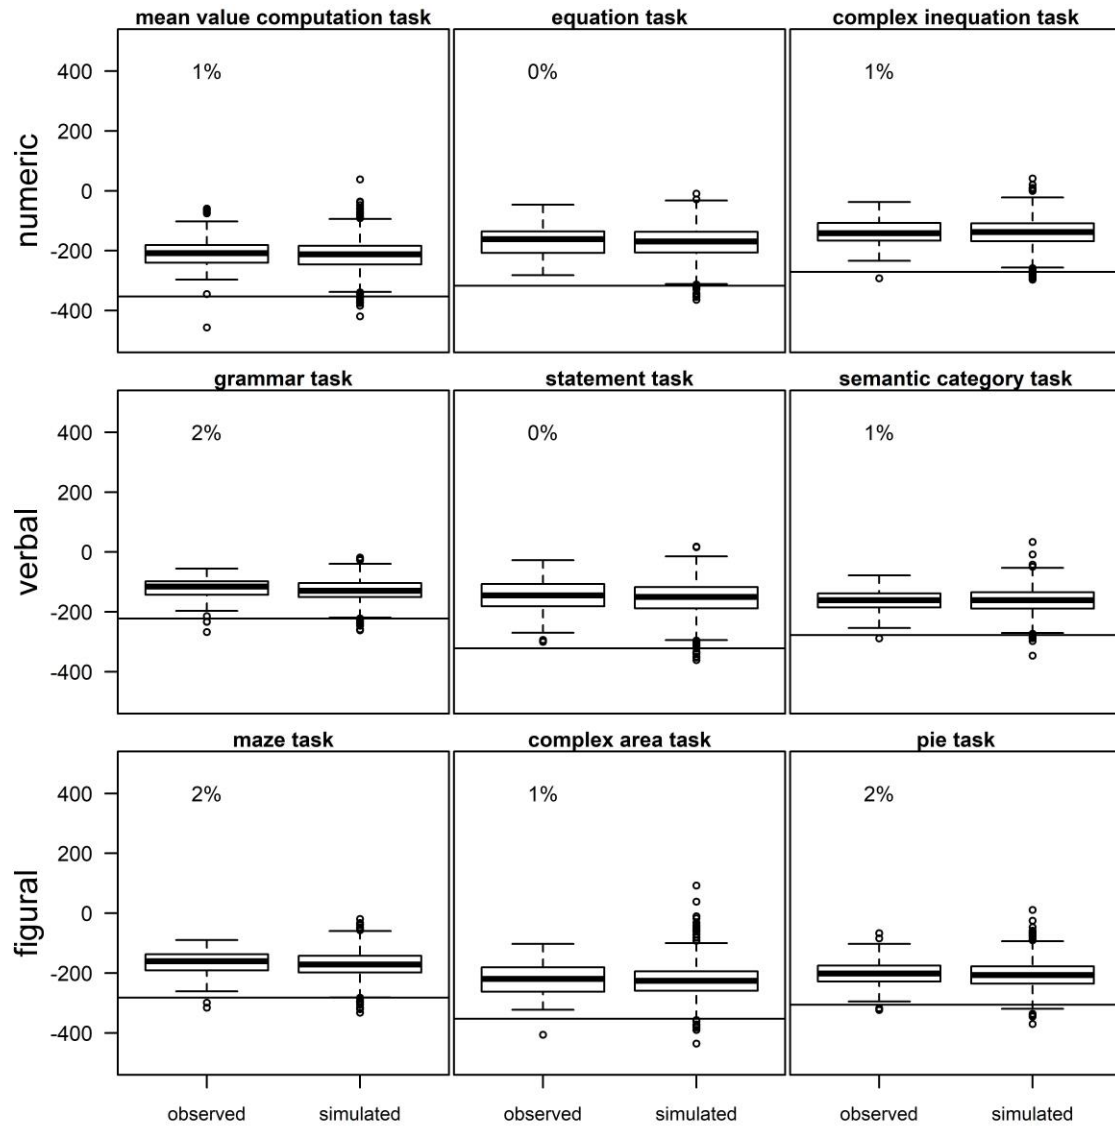 mean value computation task equation task complex inequation task
numeric
400
200
0
-200
-400
1% 0% 1%
grammar task statement task semantic category task
verbal
400
200
0
-200
-400
2% 0% 1%
maze task complex area task pie task
figural
400
200
0
-200
-400
2% 1% 2%
observed simulated observed simulated observed simulated